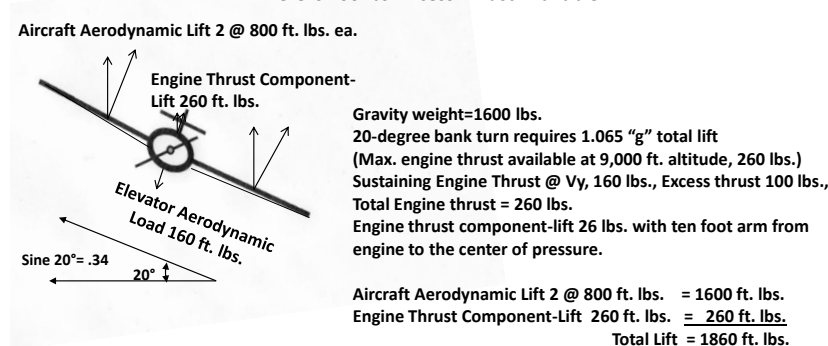 Aircraft Aerodynamic Lift 2 @ 800 ft. lbs. ea.
Engine Thrust Component-
Lift 260 ft. lbs.
Elevator Aerodynamic
Load 160 ft. lbs.
Sine 20°= .34
20°
Gravity weight=1600 lbs.
20-degree bank turn requires 1.065 “g” total lift
(Max. engine thrust available at 9,000 ft. altitude, 260 lbs.)
Sustaining Engine Thrust @ Vy, 160 lbs., Excess thrust 100 lbs.,
Total Engine thrust = 260 lbs.
Engine thrust component-lift 26 lbs. with ten foot arm from
engine to the center of pressure.
Aircraft Aerodynamic Lift 2 @ 800 ft. lbs. = 1600 ft. lbs.
Engine Thrust Component-Lift 260 ft. lbs. = 260 ft. lbs.
Total Lift = 1860 ft. lbs.